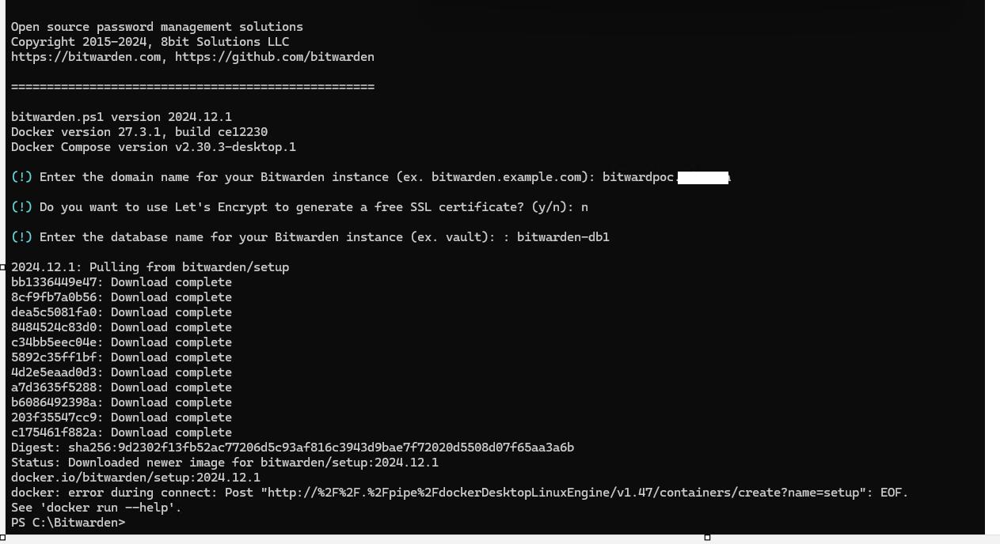 Open source password management solutions
Copyright 2015-2024, 8bit Solutions LLC
https://bitwarden.com, https://github.com/bitwarden
===================================================
bitwarden.ps1 version 2024.12.1
Docker version 27.3.1, build ce12230
Docker Compose version v2.30.3-desktop.1
(!) Enter the domain name for your Bitwarden instance (ex. bitwarden.example.com): bitwardpoc.
(!) Do you want to use Let's Encrypt to generate a free SSL certificate? (y/n): n
(!) Enter the database name for your Bitwarden instance (ex. vault): : bitwarden-db1
2024.12.1: Pulling from bitwarden/setup
bb1336449e47: Download complete
8cf9fb7a0b56: Download complete
dea5c5081fa0: Download complete
8484524c83d0: Download complete
c34bb5eec04e: Download complete
5892c35ff1bf: Download complete
4d2e5eaad0d3: Download complete
a7d3635f5288: Download complete
b6086492398a: Download complete
203f35547cc9: Download complete
c175461f882a: Download complete
Digest: sha256:9d2302f13fb52ac77206d5c93af816c3943d9bae7f72020d5508d07f65aa3a6b
Status: Downloaded newer image for bitwarden/setup:2024.12.1
docker.io/bitwarden/setup:2024.12.1
docker: error during connect: Post "http://%2F%2F.%2Fpipe%2FdockerDesktopLinuxEngine/v1.47/containers/create?name=setup": EOF.
See 'docker run --help'.
PS C:\Bitwarden>